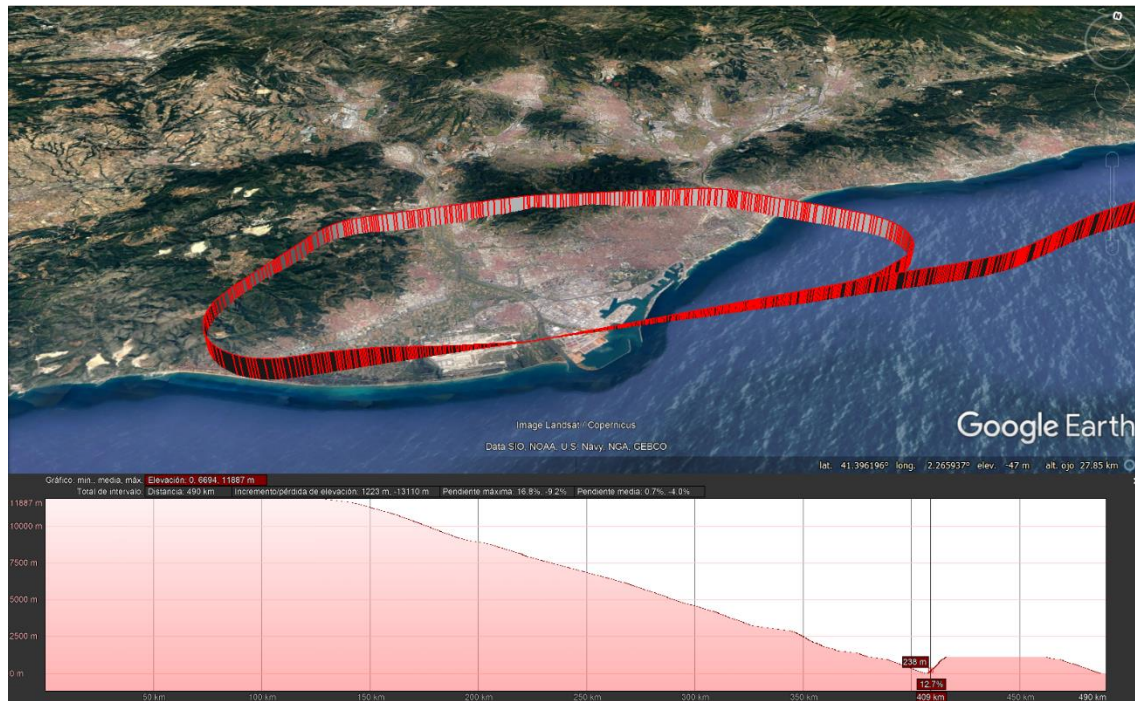 N
Image Landsat / Copernicus
Data SIO, NOAA, U.S. Navy, NGA, GEBCO
Google Earth
lat. 41.396196° long. 2.265937° elev. -47 m alt. ojo 27.85 km
Gráfico: min., media, máx. Elevación: 0, 6694, 11887 m
Total de intervalo: Distancia: 490 km Incremento/pérdida de elevación: 1223 m, -13110 m Pendiente máxima: 16.8%, -9.2% Pendiente media: 0.7%, -4.0%
11887 m
10000 m
7500 m
5000 m
2500 m
238 m
0 m
12.7%
50 km 100 km 150 km 200 km 250 km 300 km 350 km 409 km 450 km 490 km